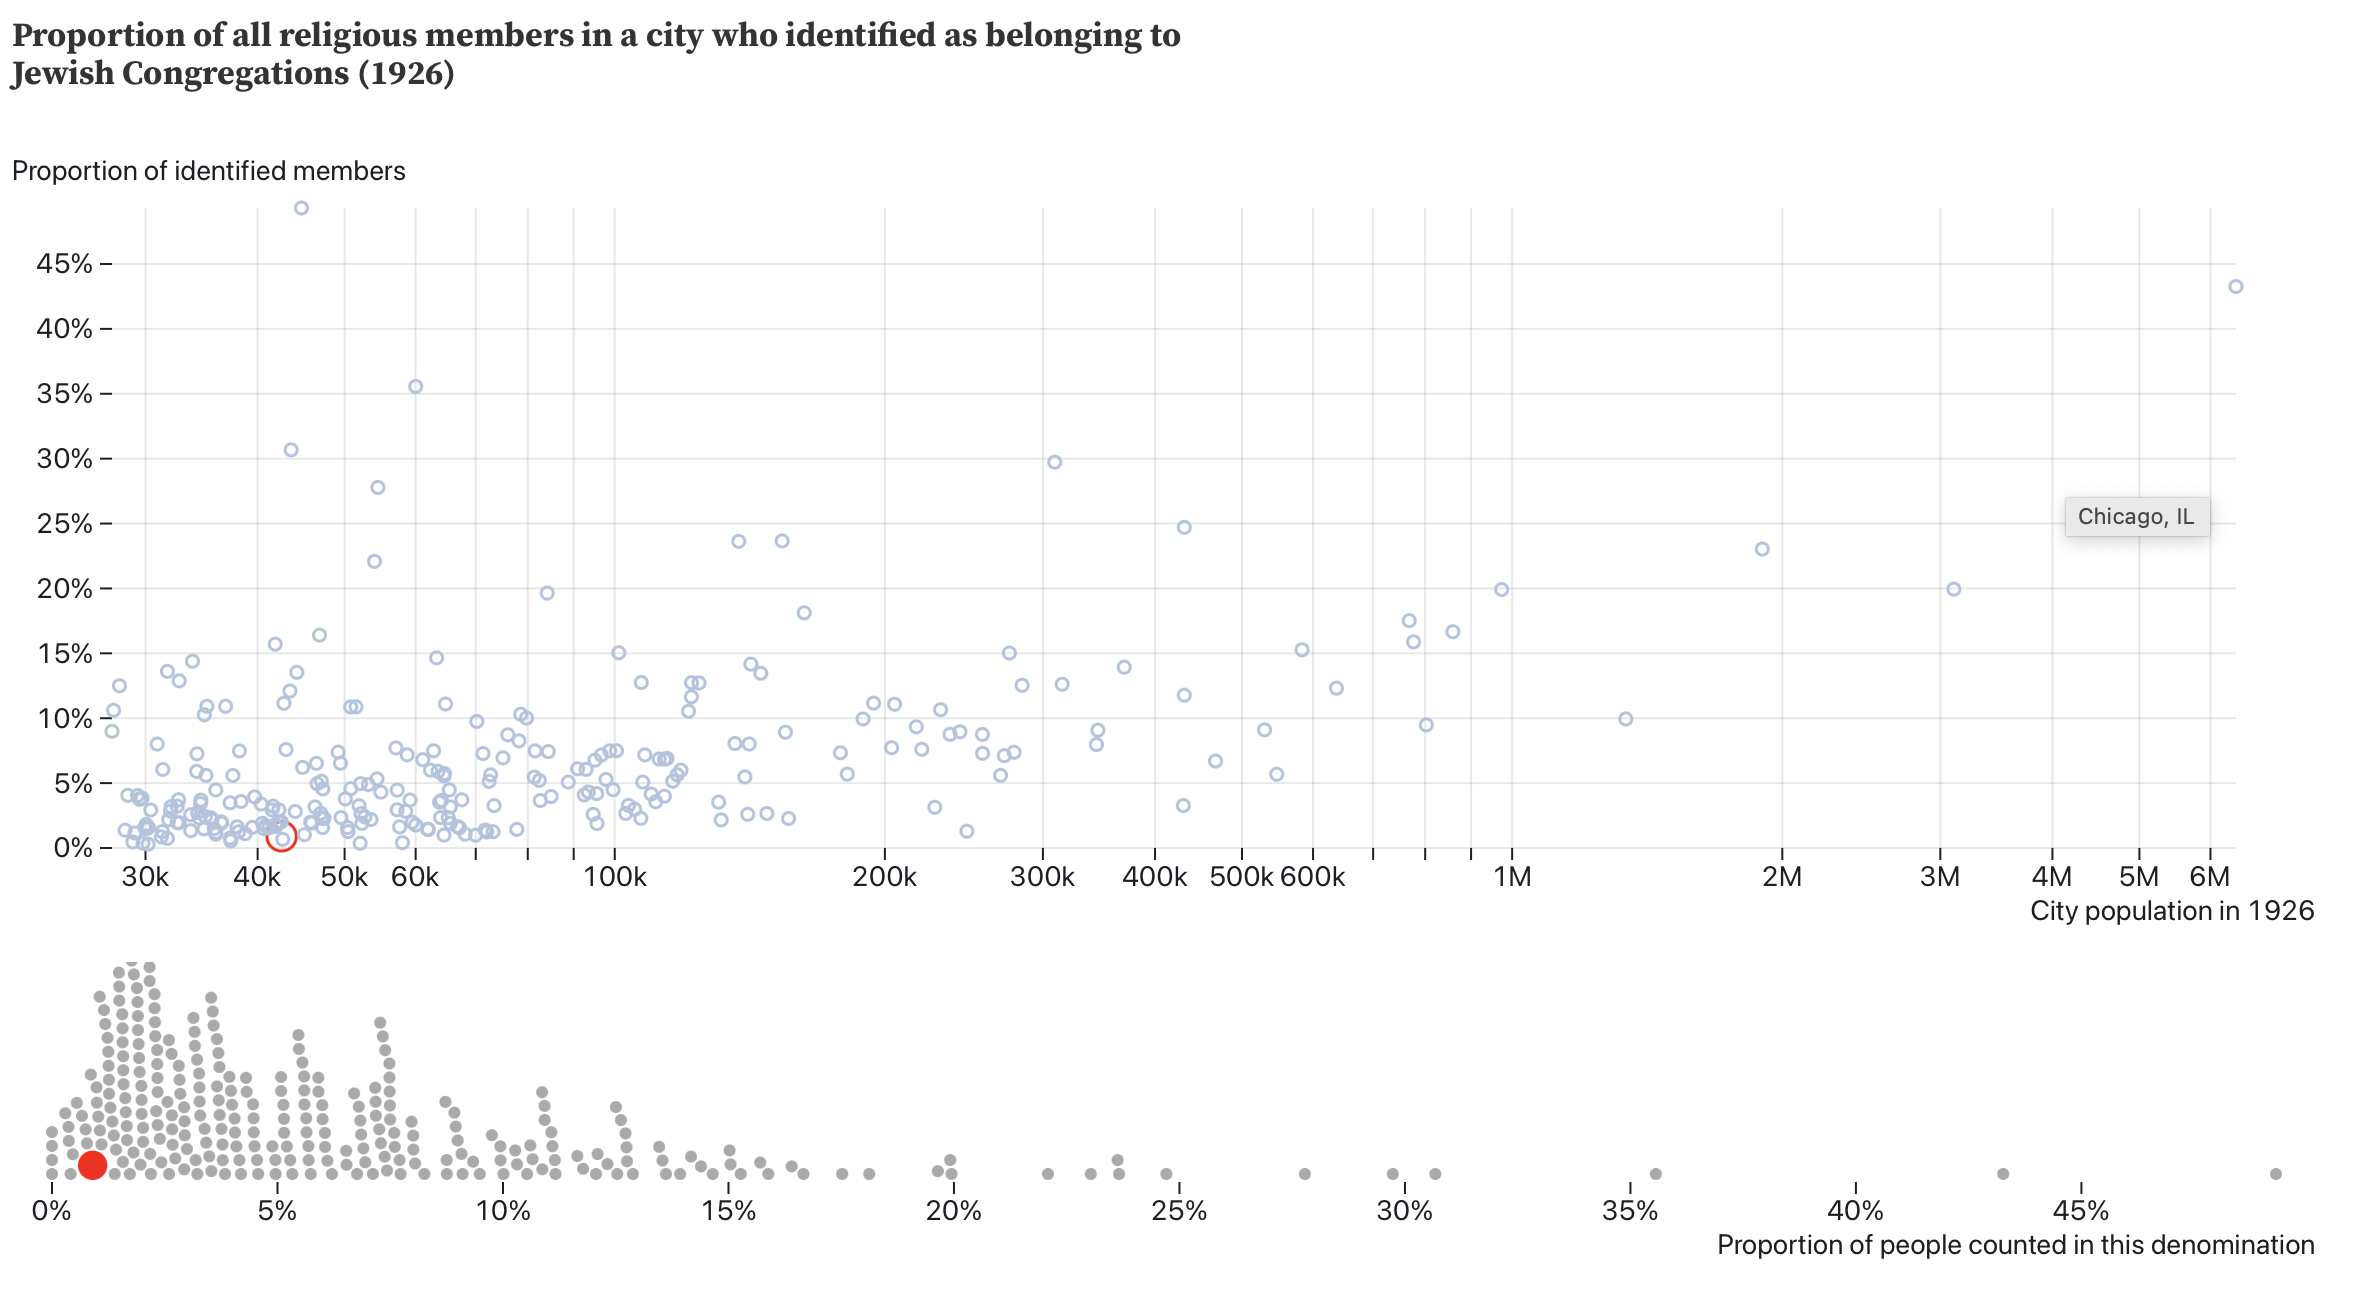 Proportion of all religious members in a city who identified as belonging to
Jewish Congregations (1926)
Proportion of identified members
45%
40%
35%
30%
25%
Chicago, IL
20%
15%
10%
5%
0%
30k 40k 50k 60k 100k 200k 300k 400k 500k 600k 1M 2M 3M 4M 5M 6M
City population in 1926
0% 5% 10% 15% 20% 25% 30% 35% 40% 45%
Proportion of people counted in this denomination